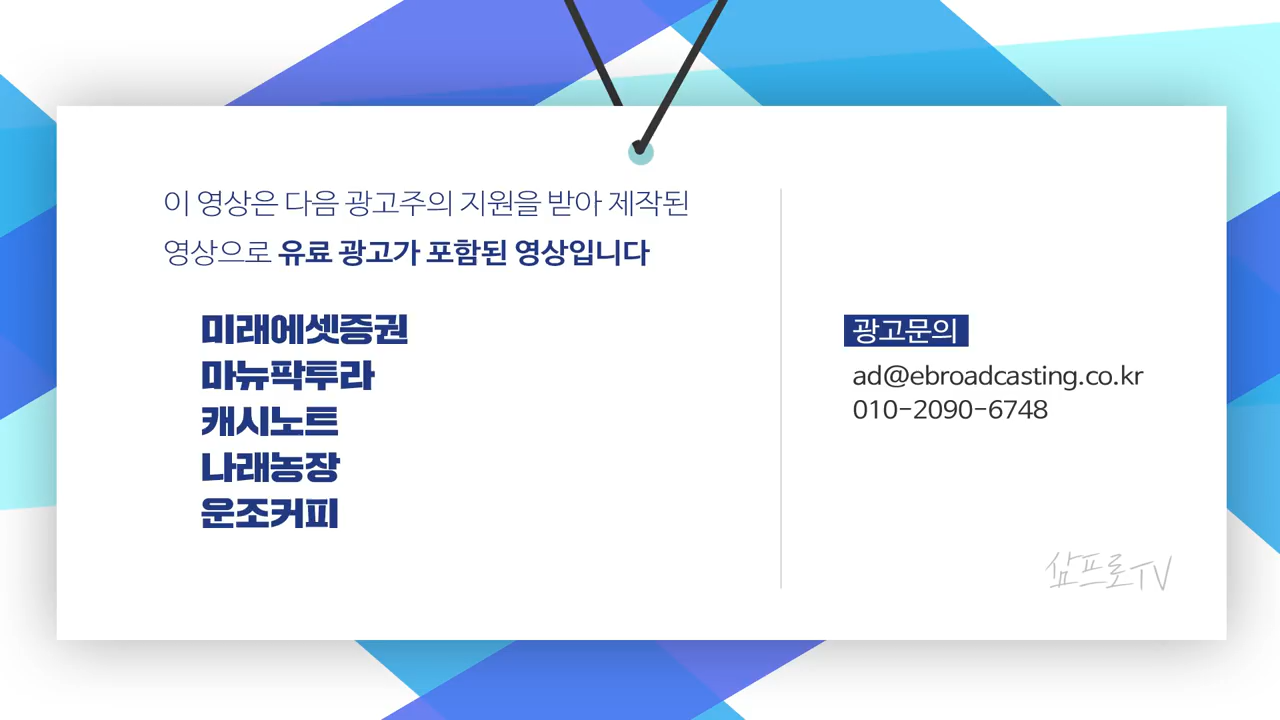 이 영상은 다음 광고주의 지원을 받아 제작된
영상으로 유료 광고가 포함된 영상입니다
미래에셋증권
마뉴팍투라
캐시노트
나래농장
운조커피
광고문의
ad@ebroadcasting.co.kr
010-2090-6748
삼프로TV